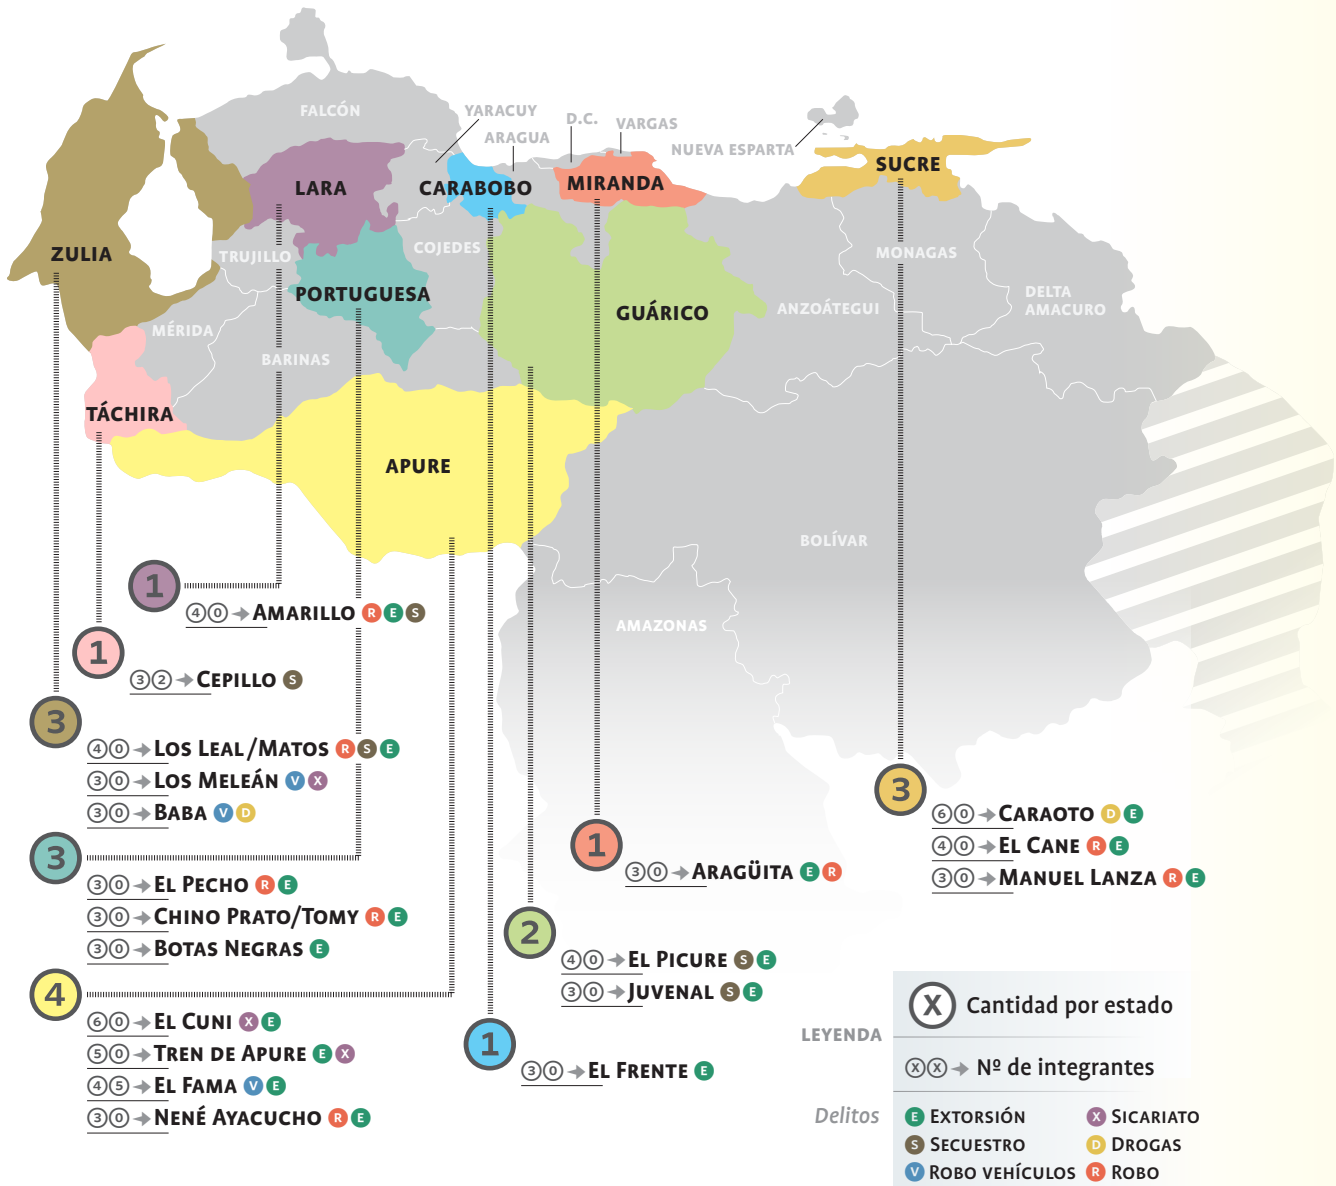 FALCÓN
YARACUY
ARAGUA
D.C.
VARGAS
NUEVA ESPARTA
SUCRE
LARA
CARABOBO
MIRANDA
ZULIA
TRUJILLO
COJEDES
MONAGAS
PORTUGUESA
GUÁRICO
ANZOÁTEGUI
DELTA
AMACURO
MÉRIDA
BARINAS
TÁCHIRA
APURE
BOLÍVAR
AMAZONAS
1
40 → AMARILLO R E S
1
32 → CEPILLO S
3
40 → LOS LEAL/MATOS R S E
30 → LOS MELEÁN V X
30 → BABA V D
3
30 → EL PECHO R E
30 → CHINO PRATO/TOMY R E
30 → BOTAS NEGRAS E
4
60 → EL CUNI X E
50 → TREN DE APURE E X
45 → EL FAMA V E
30 → NENÉ AYACUCHO R E
1
30 → EL FRENTE E
2
40 → EL PICURE S E
30 → JUVENAL S E
1
30 → ARAGÜITA E R
3
60 → CARAOTO D E
40 → EL CANE R E
30 → MANUEL LANZA R E
LEYENDA
X Cantidad por estado
XX → Nº de integrantes
Delitos
E EXTORSIÓN
S SECUESTRO
V ROBO VEHÍCULOS
X SICARIATO
D DROGAS
R ROBO